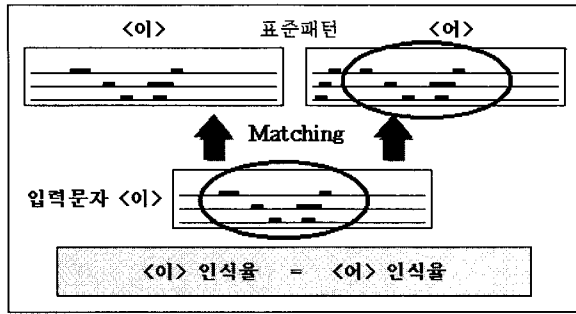 <이> 표준패턴 <어>
Matching
입력문자 <이>
<이> 인식율 = <어> 인식율